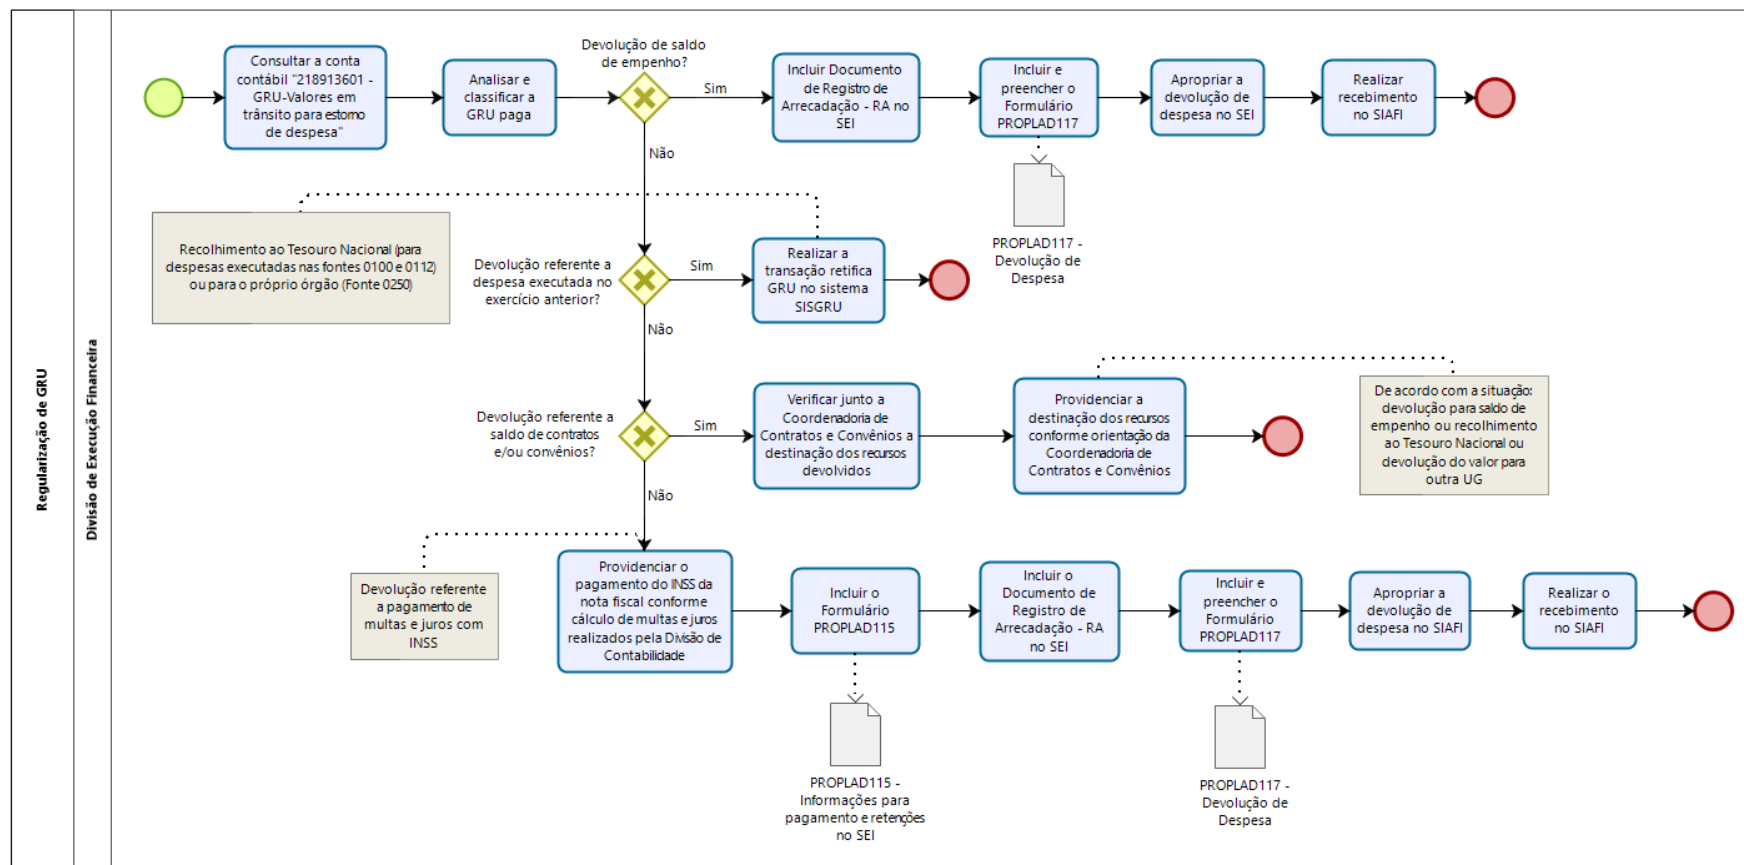 Regularização de GRU
Divisão de Execução Financeira
Consultar a conta
contábil "218913601 -
GRU-Valores em
trânsito para estorno
de despesa"
Analisar e
classificar a
GRU paga
Devolução de saldo
de empenho?
Sim
Incluir Documento
de Registro de
Arrecadação - RA no
SEI
Incluir e
preencher o
Formulário
PROPLAD117
Apropriar a
devolução de
despesa no SEI
Realizar
recebimento
no SIAFI
Não
PROPLAD117 -
Devolução de
Despesa
Recolhimento ao Tesouro Nacional (para
despesas executadas nas fontes 0100 e 0112)
ou para o próprio órgão (Fonte 0250)
Devolução referente a
despesa executada no
exercício anterior?
Sim
Realizar a
transação retifica
GRU no sistema
SISGRU
Não
Devolução referente a
saldo de contratos
e/ou convênios?
Sim
Verificar junto a
Coordenadoria de
Contratos e Convênios a
destinação dos recursos
devolvidos
Providenciar a
destinação dos recursos
conforme orientação da
Coordenadoria de
Contratos e Convênios
De acordo com a situação:
devolução para saldo de
empenho ou recolhimento
ao Tesouro Nacional ou
devolução do valor para
outra UG
Não
Devolução referente
a pagamento de
multas e juros com
INSS
Providenciar o
pagamento do INSS da
nota fiscal conforme
cálculo de multas e juros
realizados pela Divisão de
Contabilidade
Incluir o
Formulário
PROPLAD115
Incluir o
Documento de
Registro de
Arrecadação - RA
no SEI
Incluir e
preencher o
Formulário
PROPLAD117
Apropriar a
devolução de
despesa no SIAFI
Realizar o
recebimento
no SIAFI
PROPLAD115 -
Informações para
pagamento e retenções
no SEI
PROPLAD117 -
Devolução de
Despesa